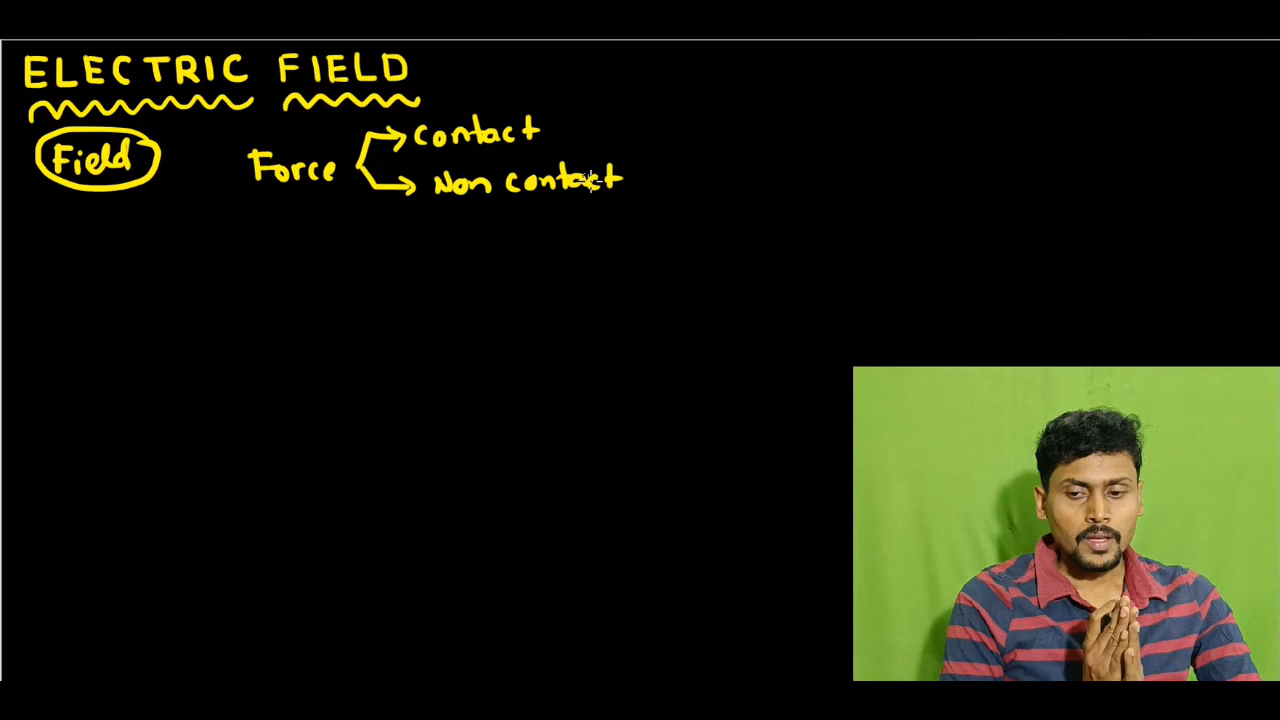 ELECTRIC FIELD
Field
Force
Contact
Non contact